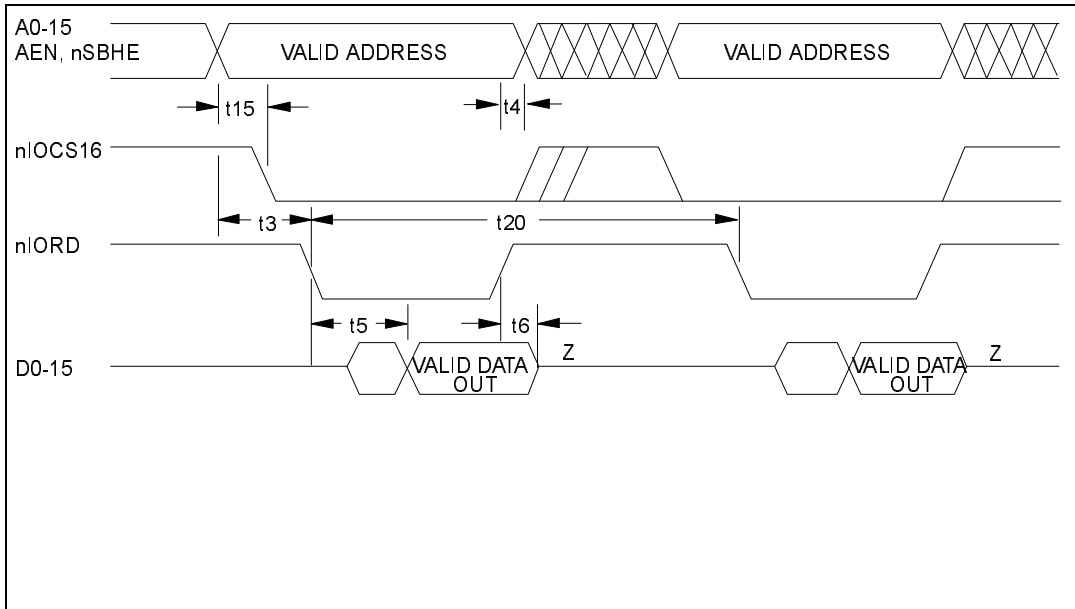 A0-15
AEN, nSBHE
VALID ADDRESS
VALID ADDRESS
t15
t4
nIOCS16
t3
t20
nIORD
t5
t6
D0-15
VALID DATA
OUT
Z
VALID DATA
OUT
Z